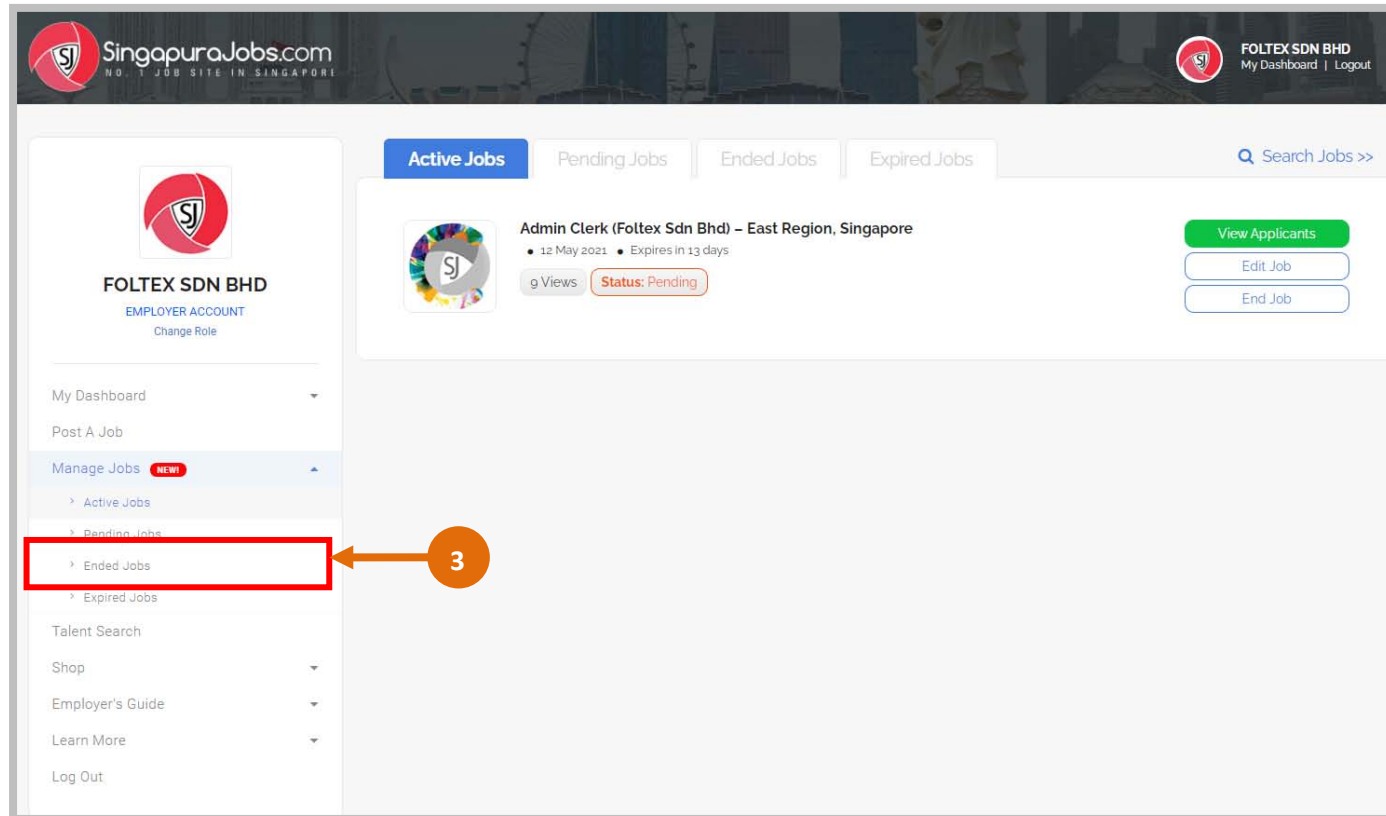 SJ
SingapuraJobs.com
NO. 1 JOB SITE IN SINGAPORE
SJ
FOLTEX SDN BHD
My Dashboard | Logout
SJ
FOLTEX SDN BHD
EMPLOYER ACCOUNT
Change Role
My Dashboard
Post A Job
Manage Jobs NEW!
Active Jobs
Pending Jobs
Ended Jobs
Expired Jobs
Talent Search
Shop
Employer's Guide
Learn More
Log Out
3
Active Jobs Pending Jobs Ended Jobs Expired Jobs Search Jobs >>
SJ
Admin Clerk (Foltex Sdn Bhd) – East Region, Singapore
• 12 May 2021 • Expires in 13 days
9 Views Status: Pending
View Applicants
Edit Job
End Job